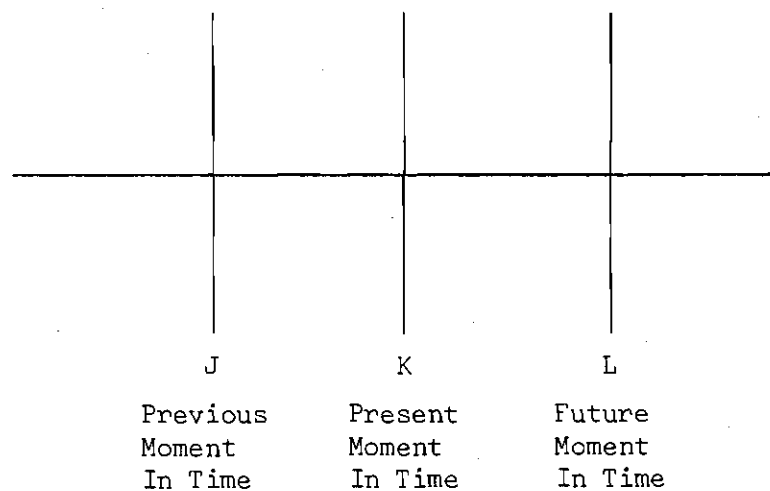 J K L
Previous Present Future
Moment Moment Moment
In Time In Time In Time